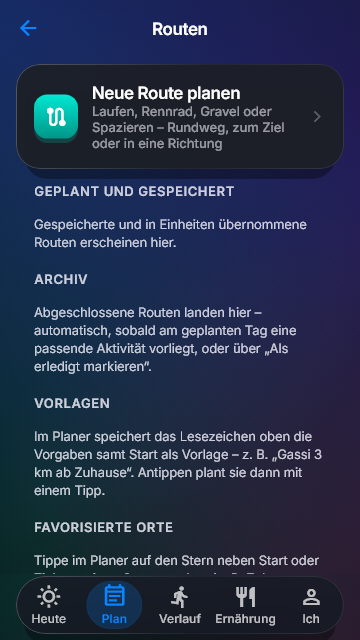 Routen
Neue Route planen
Laufen, Rennrad, Gravel oder
Spazieren – Rundweg, zum Ziel
oder in eine Richtung
GEPLANT UND GESPEICHERT
Gespeicherte und in Einheiten übernommene
Routen erscheinen hier.
ARCHIV
Abgeschlossene Routen landen hier –
automatisch, sobald am geplanten Tag eine
passende Aktivität vorliegt, oder über „Als
erledigt markieren“.
VORLAGEN
Im Planer speichert das Lesezeichen oben die
Vorgaben samt Start als Vorlage – z. B. „Gassi 3
km ab Zuhause“. Antippen plant sie dann mit
einem Tipp.
FAVORISIERTE ORTE
Tippe im Planer auf den Stern neben Start oder
Heute
Plan
Verlauf
Ernährung
Ich